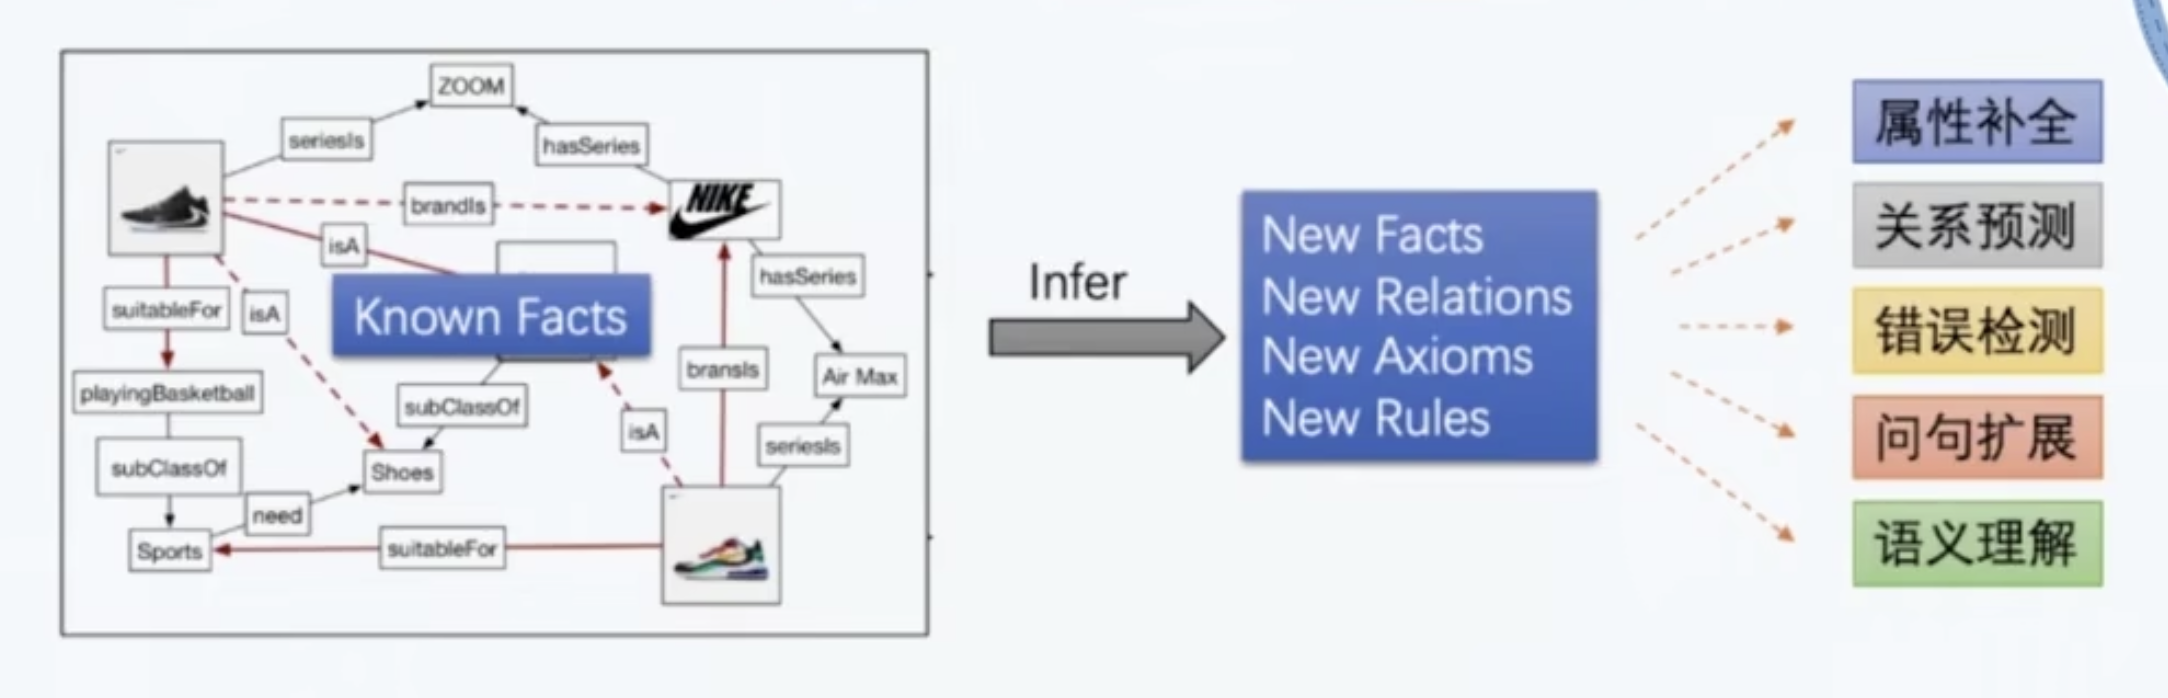 ZOOM
seriesIs
hasSeries
NIKE
brandIs
isA
hasSeries
suitableFor
isA
Known Facts
bransIs
Air Max
playingBasketball
subClassOf
isA
seriesIs
subClassOf
Shoes
need
Sports
suitableFor
Infer
New Facts
New Relations
New Axioms
New Rules
属性补全
关系预测
错误检测
问句扩展
语义理解